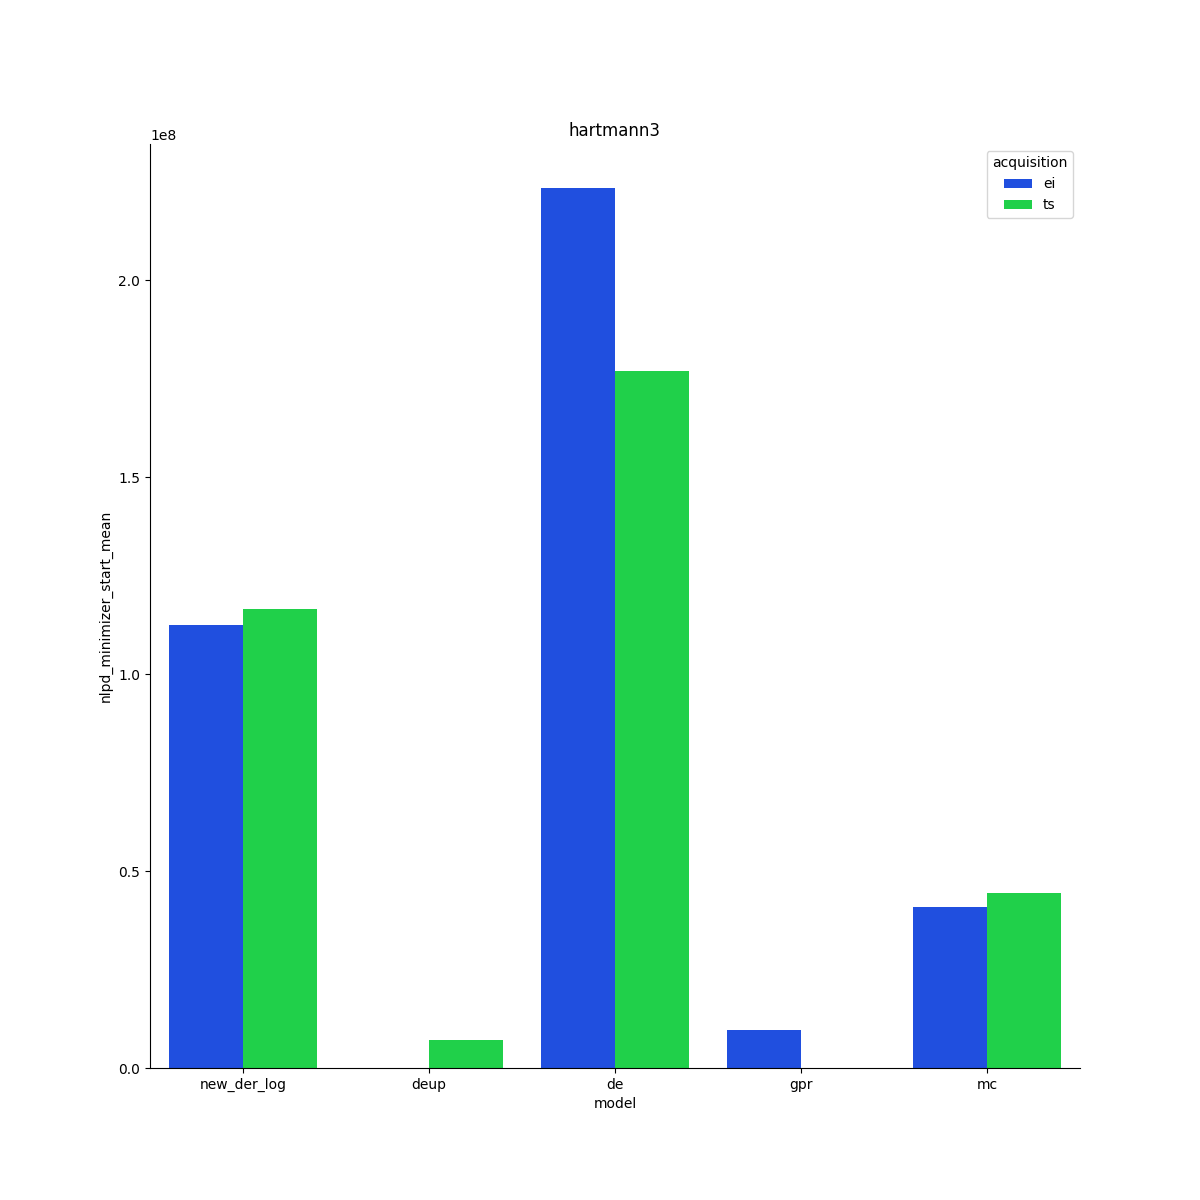 hartmann3
1e8
acquisition
ei
ts
2.0
1.5
1.0
0.5
0.0
nlpd_minimizer_start_mean
new_der_log deup de gpr mc
model